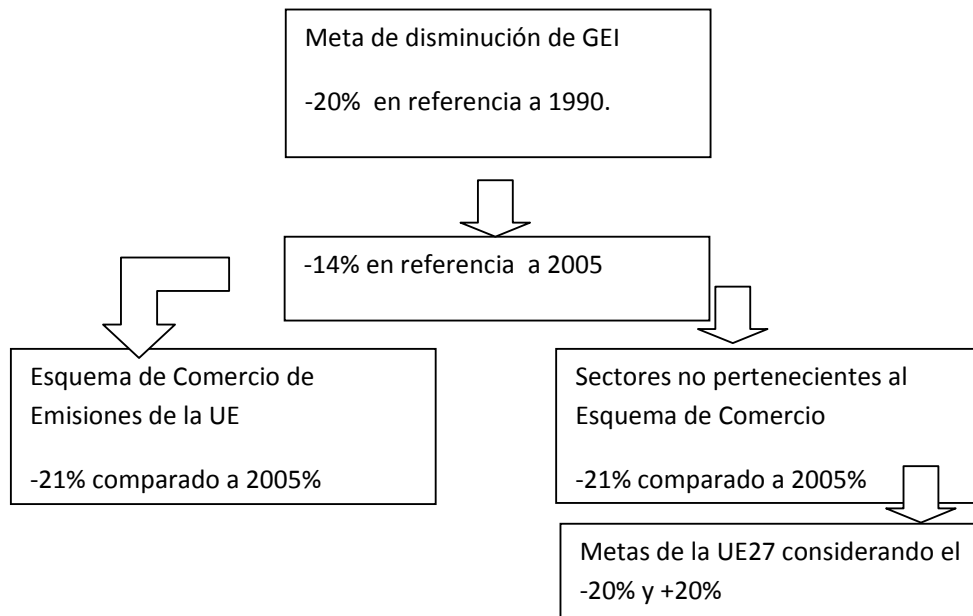 Meta de disminución de GEI
-20% en referencia a 1990.
-14% en referencia a 2005
Esquema de Comercio de
Emisiones de la UE
-21% comparado a 2005%
Sectores no pertenecientes al
Esquema de Comercio
-21% comparado a 2005%
Metas de la UE27 considerando el
-20% y +20%